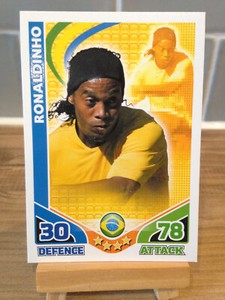 RONALDINHO
30
DEFENCE
78
ATTACK